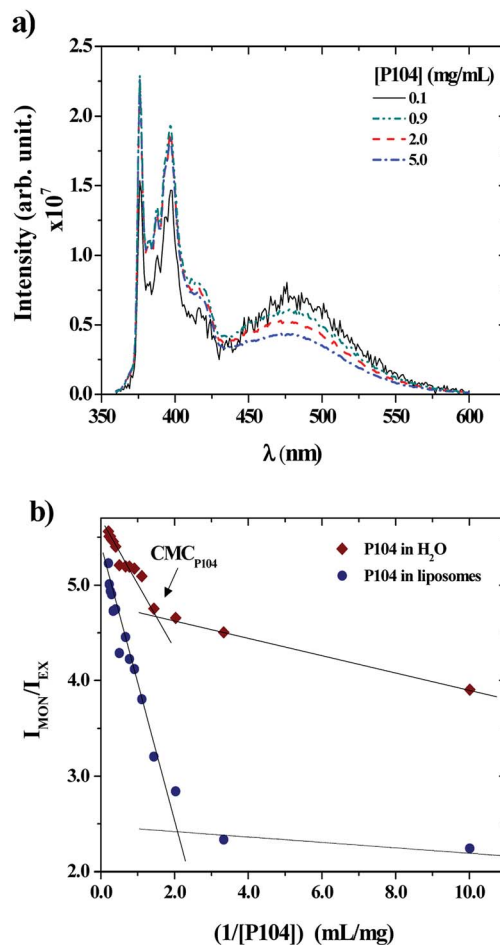 a)
[P104] (mg/mL)
0.1
0.9
2.0
5.0
Intensity (arb. unit.)
x10⁷
2.5
2.0
1.5
1.0
0.5
0.0
350 400 450 500 550 600
λ (nm)
b)
CMC_P104
P104 in H₂O
P104 in liposomes
I_MON/I_EX
5.0
4.0
3.0
2.0
0.0 2.0 4.0 6.0 8.0 10.0
(1/[P104]) (mL/mg)